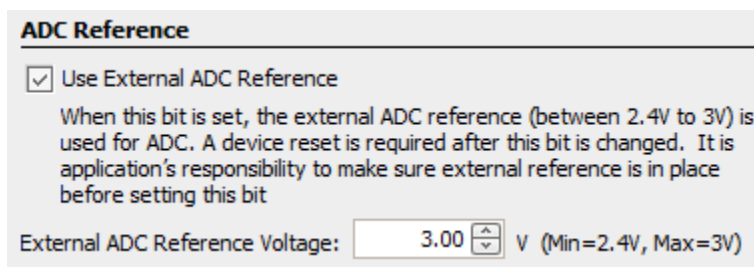 ADC Reference
Use External ADC Reference
When this bit is set, the external ADC reference (between 2.4V to 3V) is
used for ADC. A device reset is required after this bit is changed.  It is
application's responsibility to make sure external reference is in place
before setting this bit
External ADC Reference Voltage: 3.00 V (Min=2.4V, Max=3V)